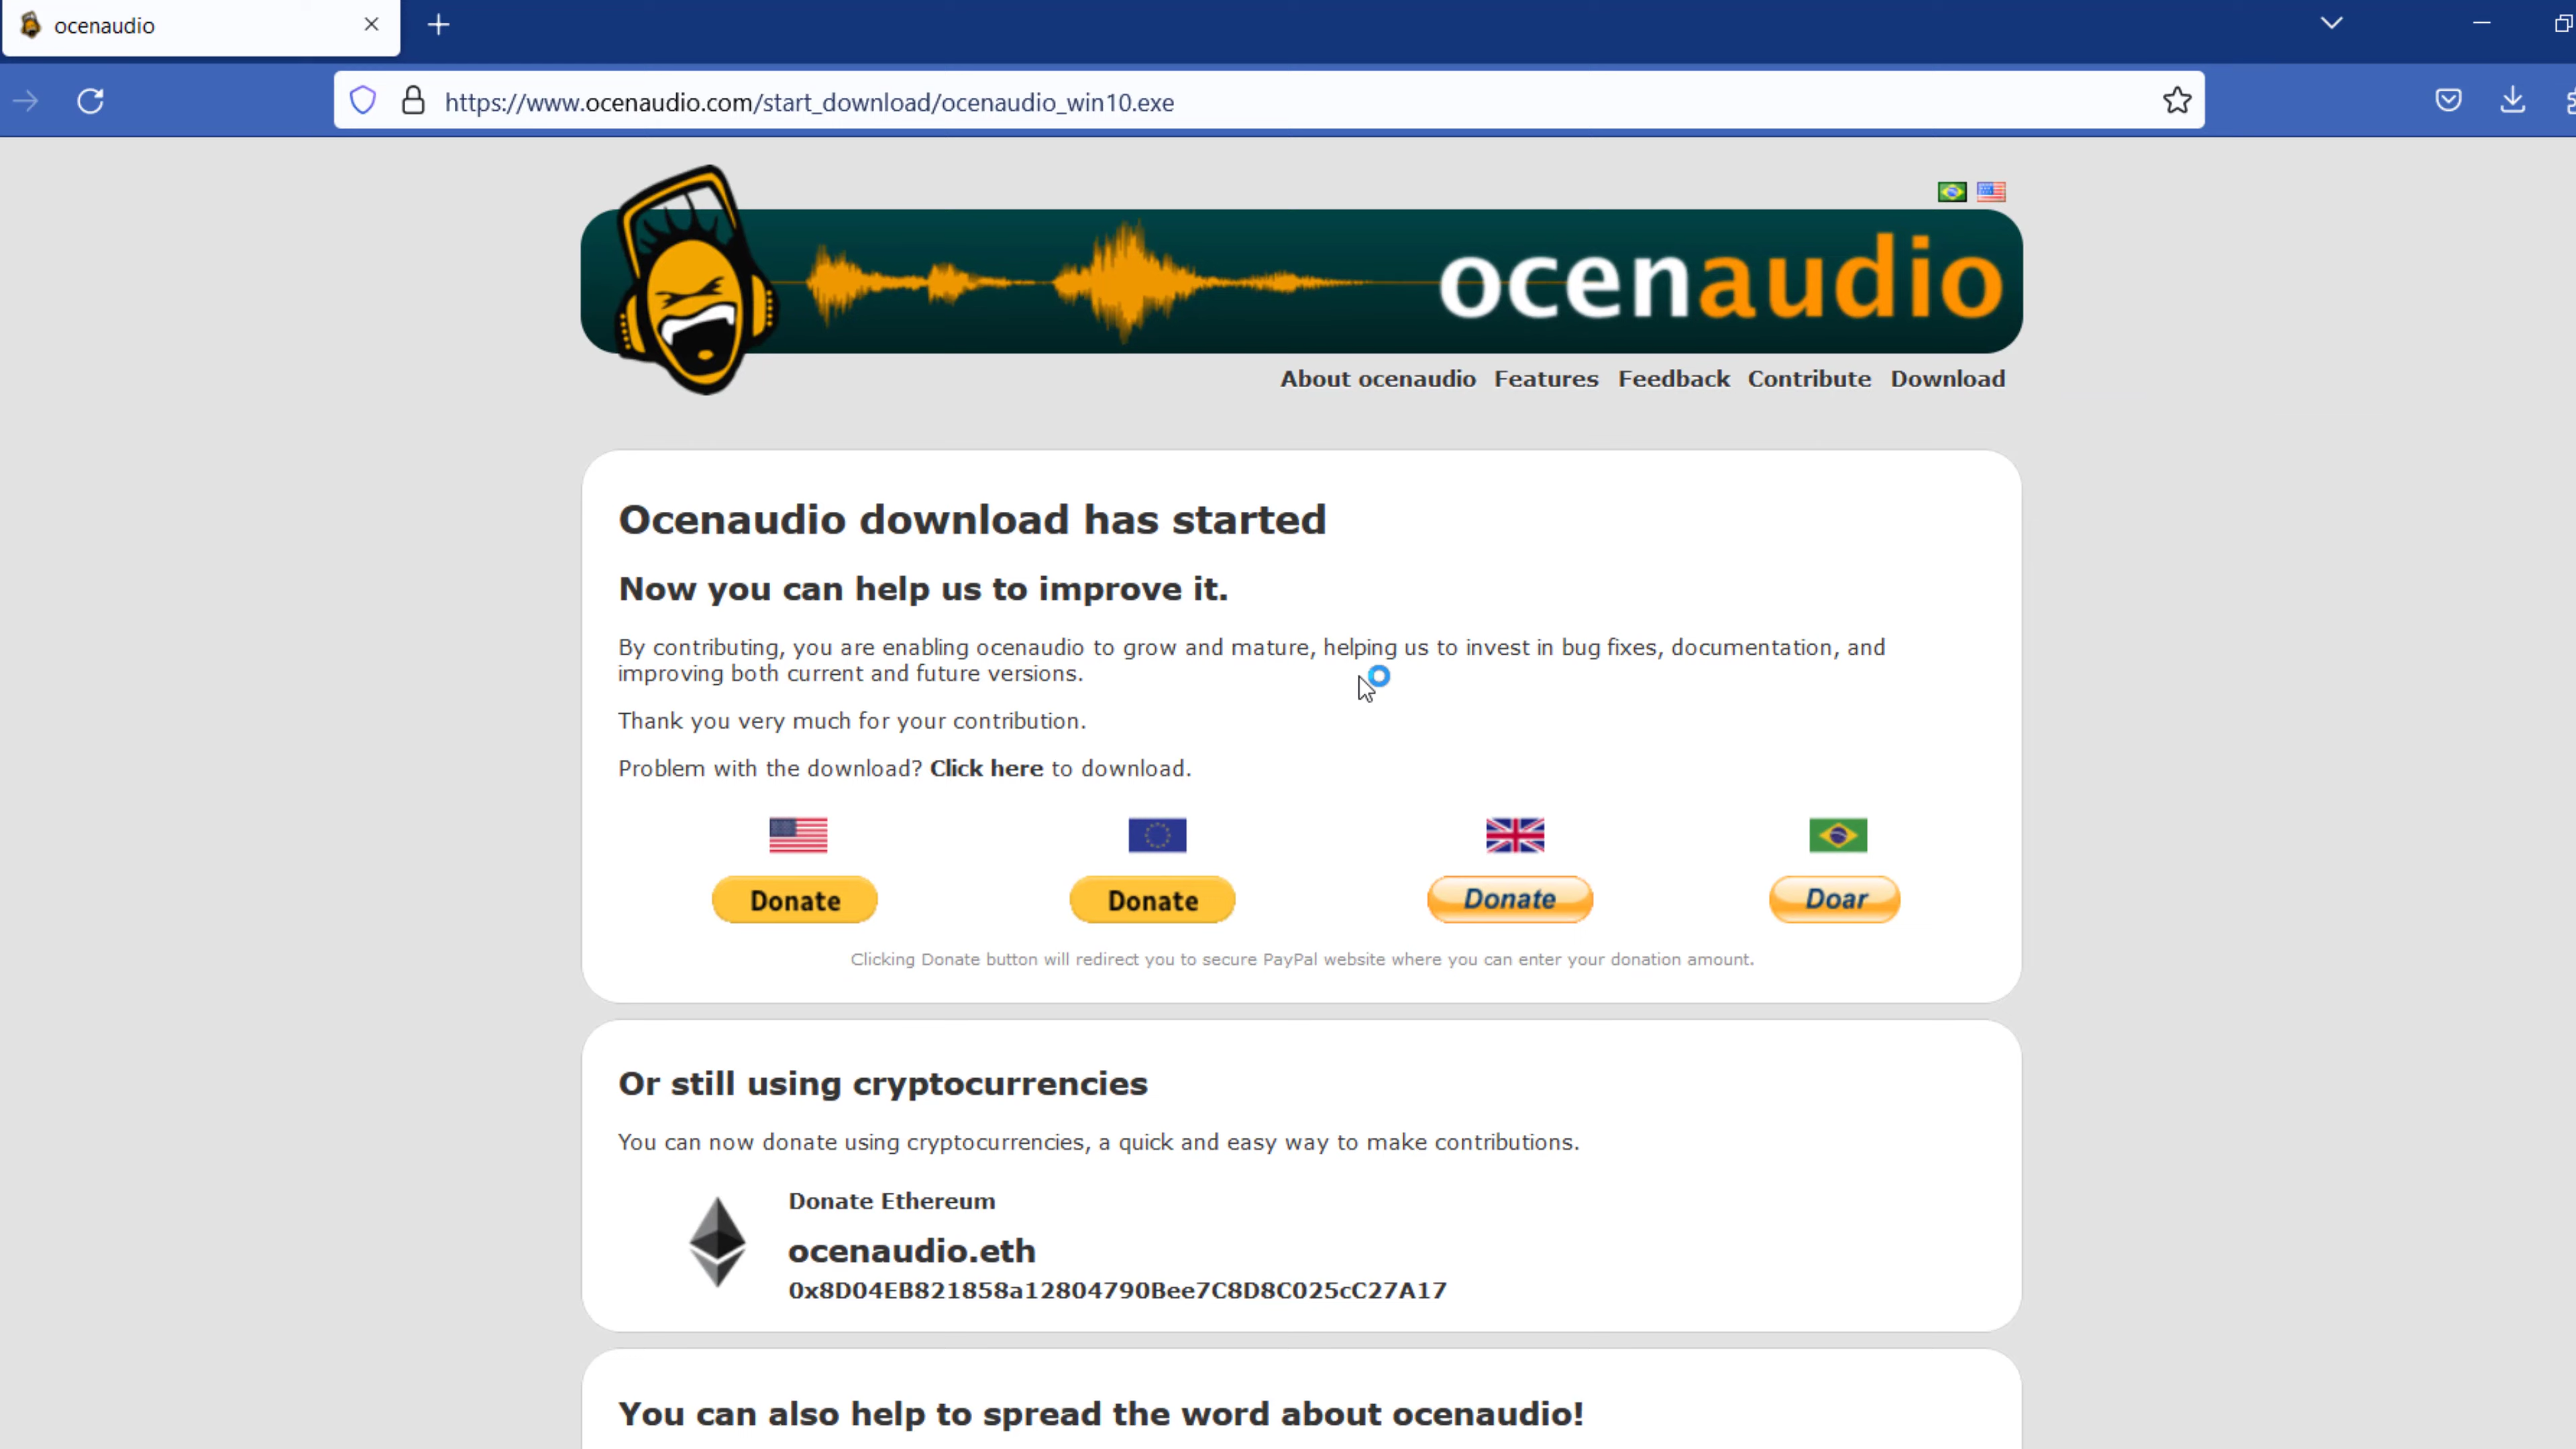 ocenaudio
https://www.ocenaudio.com/start_download/ocenaudio_win10.exe
ocenaudio
About ocenaudio Features Feedback Contribute Download
Ocenaudio download has started
Now you can help us to improve it.
By contributing, you are enabling ocenaudio to grow and mature, helping us to invest in bug fixes, documentation, and
improving both current and future versions.
Thank you very much for your contribution.
Problem with the download? Click here to download.
Donate Donate Donate Doar
Clicking Donate button will redirect you to secure PayPal website where you can enter your donation amount.
Or still using cryptocurrencies
You can now donate using cryptocurrencies, a quick and easy way to make contributions.
Donate Ethereum
ocenaudio.eth
0x8D04EB821858a12804790Bee7C8D8C025cC27A17
You can also help to spread the word about ocenaudio!